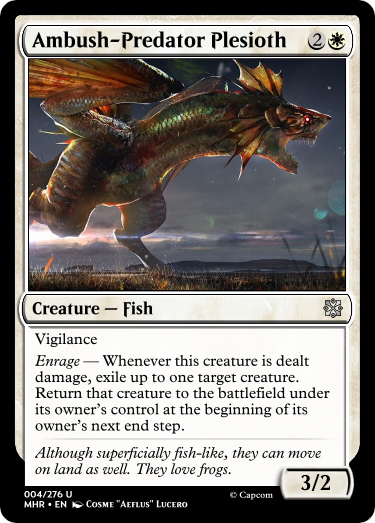 Ambush-Predator Plesioth 2
Creature — Fish
Vigilance
Enrage — Whenever this creature is dealt
damage, exile up to one target creature.
Return that creature to the battlefield under
its owner's control at the beginning of its
owner's next end step.
Although superficially fish-like, they can move
on land as well. They love frogs.
3/2
004/276 U
MHR • EN Cosme "Aeflus" Lucero
© Capcom